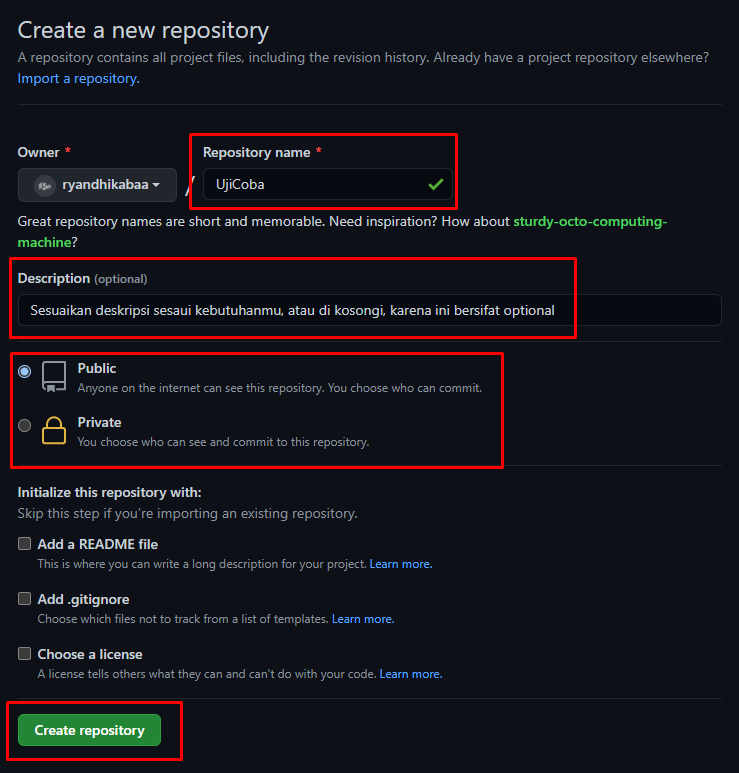 Create a new repository
A repository contains all project files, including the revision history. Already have a project repository elsewhere?
Import a repository.
Owner *
Repository name *
ryandhikabaa
/
UjiCoba
Great repository names are short and memorable. Need inspiration? How about sturdy-octo-computing-
machine?
Description (optional)
Sesuaikan deskripsi sesaui kebutuhanmu, atau di kosongi, karena ini bersifat optional
Public
Anyone on the internet can see this repository. You choose who can commit.
Private
You choose who can see and commit to this repository.
Initialize this repository with:
Skip this step if you're importing an existing repository.
Add a README file
This is where you can write a long description for your project. Learn more.
Add .gitignore
Choose which files not to track from a list of templates. Learn more.
Choose a license
A license tells others what they can and can't do with your code. Learn more.
Create repository